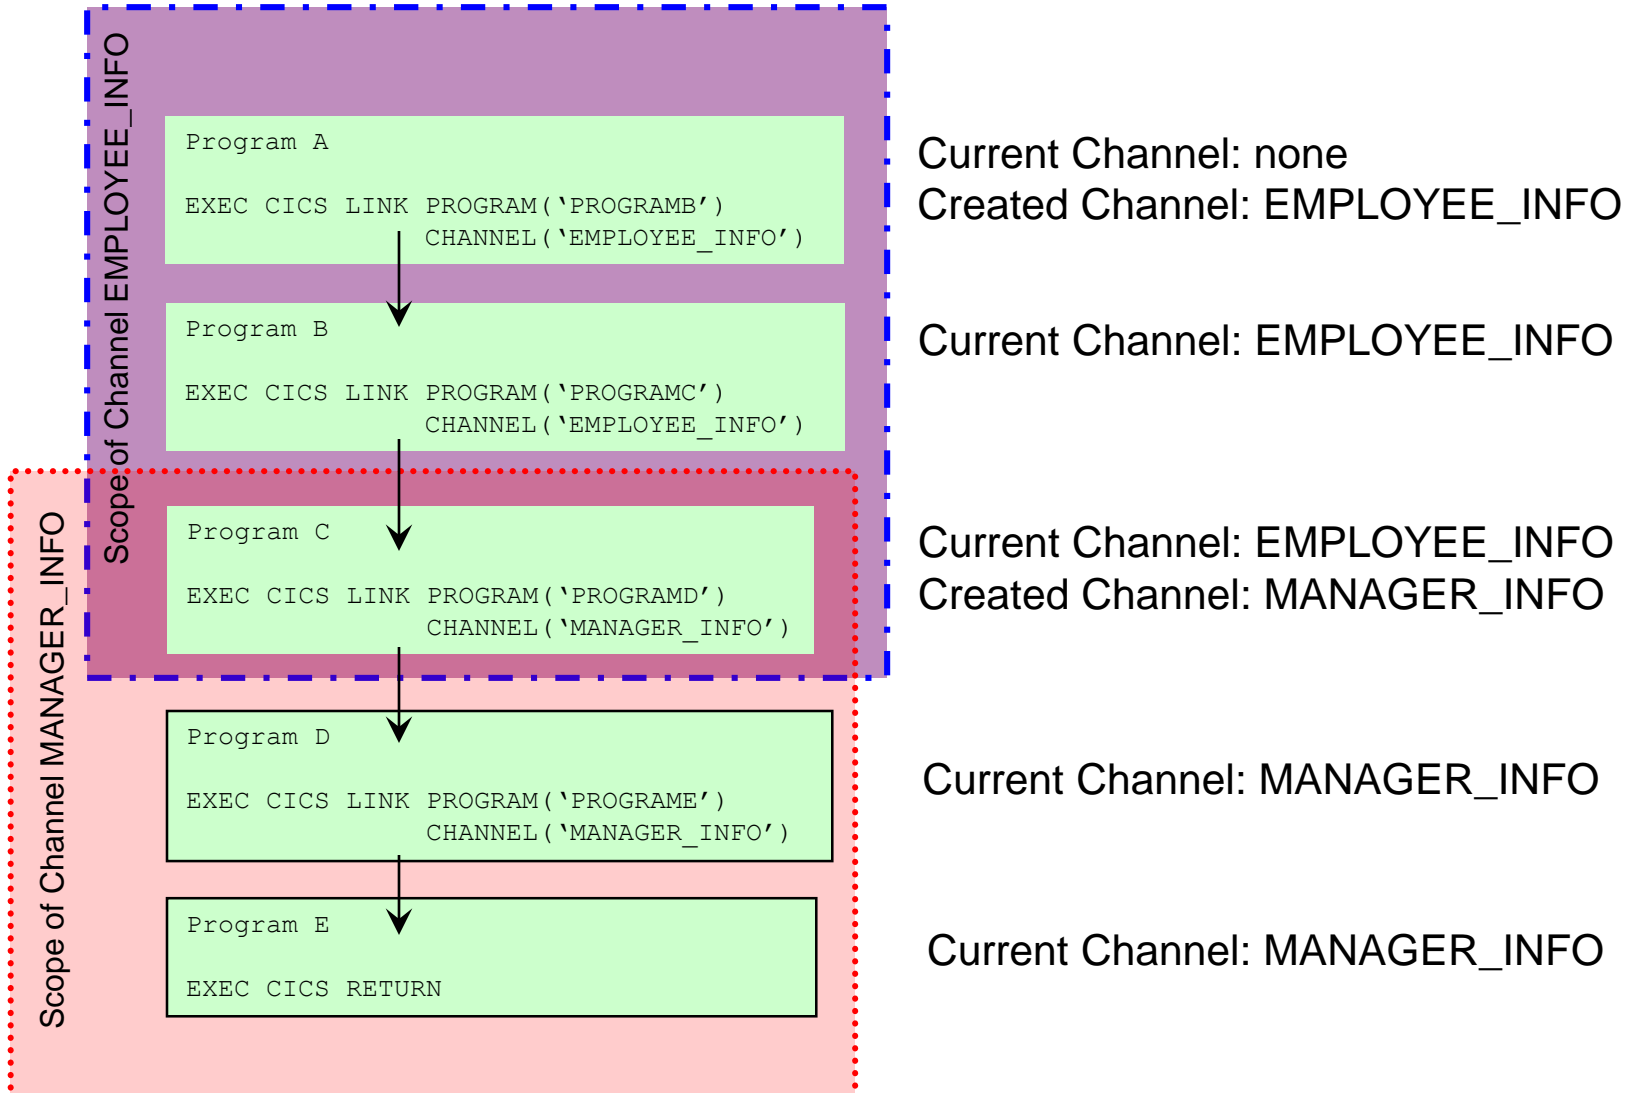 Scope of Channel EMPLOYEE_INFO
Program A
EXEC CICS LINK PROGRAM(‘PROGRAMB’)
CHANNEL(‘EMPLOYEE_INFO’)
Current Channel: none
Created Channel: EMPLOYEE_INFO
Program B
EXEC CICS LINK PROGRAM(‘PROGRAMC’)
CHANNEL(‘EMPLOYEE_INFO’)
Current Channel: EMPLOYEE_INFO
Scope of Channel MANAGER_INFO
Program C
EXEC CICS LINK PROGRAM(‘PROGRAMD’)
CHANNEL(‘MANAGER_INFO’)
Current Channel: EMPLOYEE_INFO
Created Channel: MANAGER_INFO
Program D
EXEC CICS LINK PROGRAM(‘PROGRAME’)
CHANNEL(‘MANAGER_INFO’)
Current Channel: MANAGER_INFO
Program E
EXEC CICS RETURN
Current Channel: MANAGER_INFO